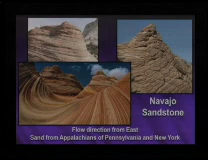 Navajo
Sandstone
Flow direction from East
Sand from Appalachians of Pennsylvania and New York